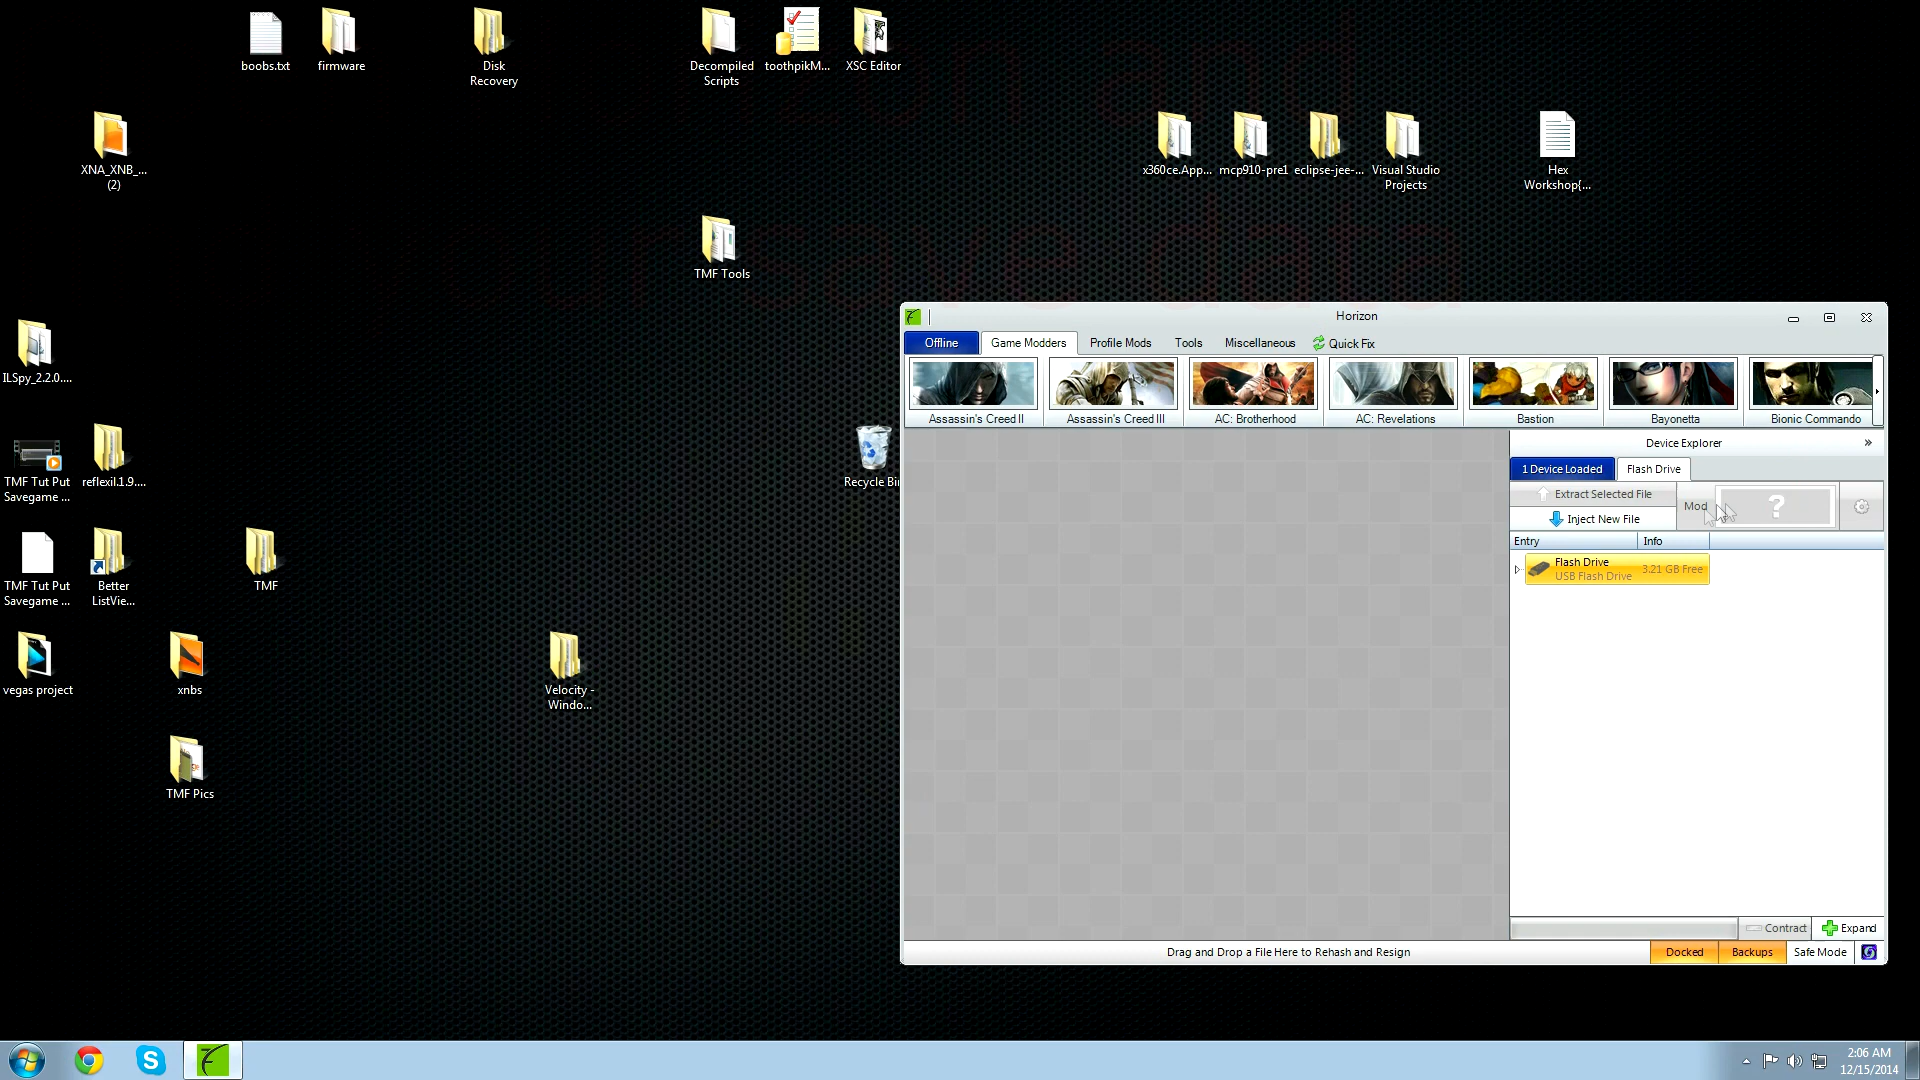 boobs.txt
firmware
Disk
Recovery
Decompiled
Scripts
toothpikM...
XSC Editor
XNA_XNB_...
(2)
x360ce.App...
mcp910-pre1
eclipse-jee-...
Visual Studio
Projects
Hex
Workshop{...
TMF Tools
ILSpy_2.2.0....
TMF Tut Put
Savegame ...
reflexil.1.9....
Recycle Bin
TMF Tut Put
Savegame ...
Better
ListVie...
TMF
vegas project
xnbs
Velocity -
Windo...
TMF Pics
Horizon
Offline
Game Modders
Profile Mods
Tools
Miscellaneous
Quick Fix
Assassin's Creed II
Assassin's Creed III
AC: Brotherhood
AC: Revelations
Bastion
Bayonetta
Bionic Commando
Device Explorer
»
1 Device Loaded
Flash Drive
Extract Selected File
Inject New File
Mod
?
Entry
Info
Flash Drive
USB Flash Drive
3.21 GB Free
Contract
Expand
Drag and Drop a File Here to Rehash and Resign
Docked
Backups
Safe Mode
2:06 AM
12/15/2014